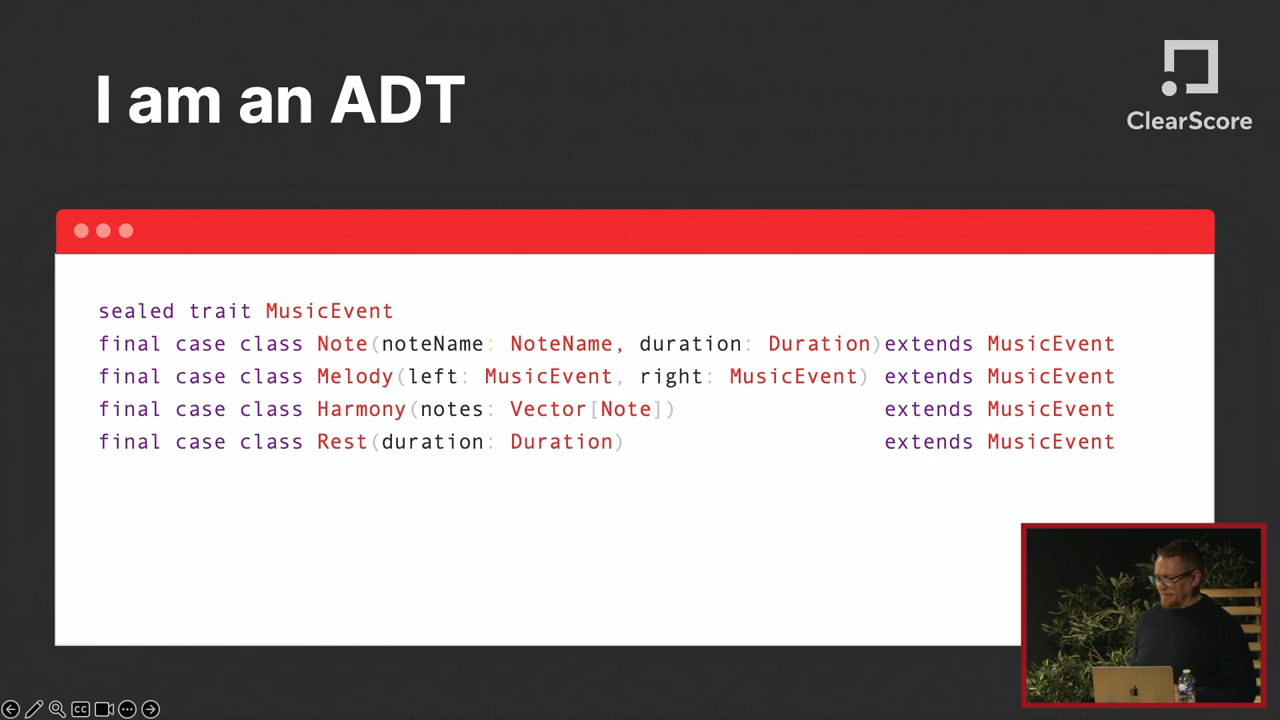 I am an ADT
ClearScore
sealed trait MusicEvent
final case class Note(noteName: NoteName, duration: Duration)extends MusicEvent
final case class Melody(left: MusicEvent, right: MusicEvent) extends MusicEvent
final case class Harmony(notes: Vector[Note]) extends MusicEvent
final case class Rest(duration: Duration) extends MusicEvent
CC